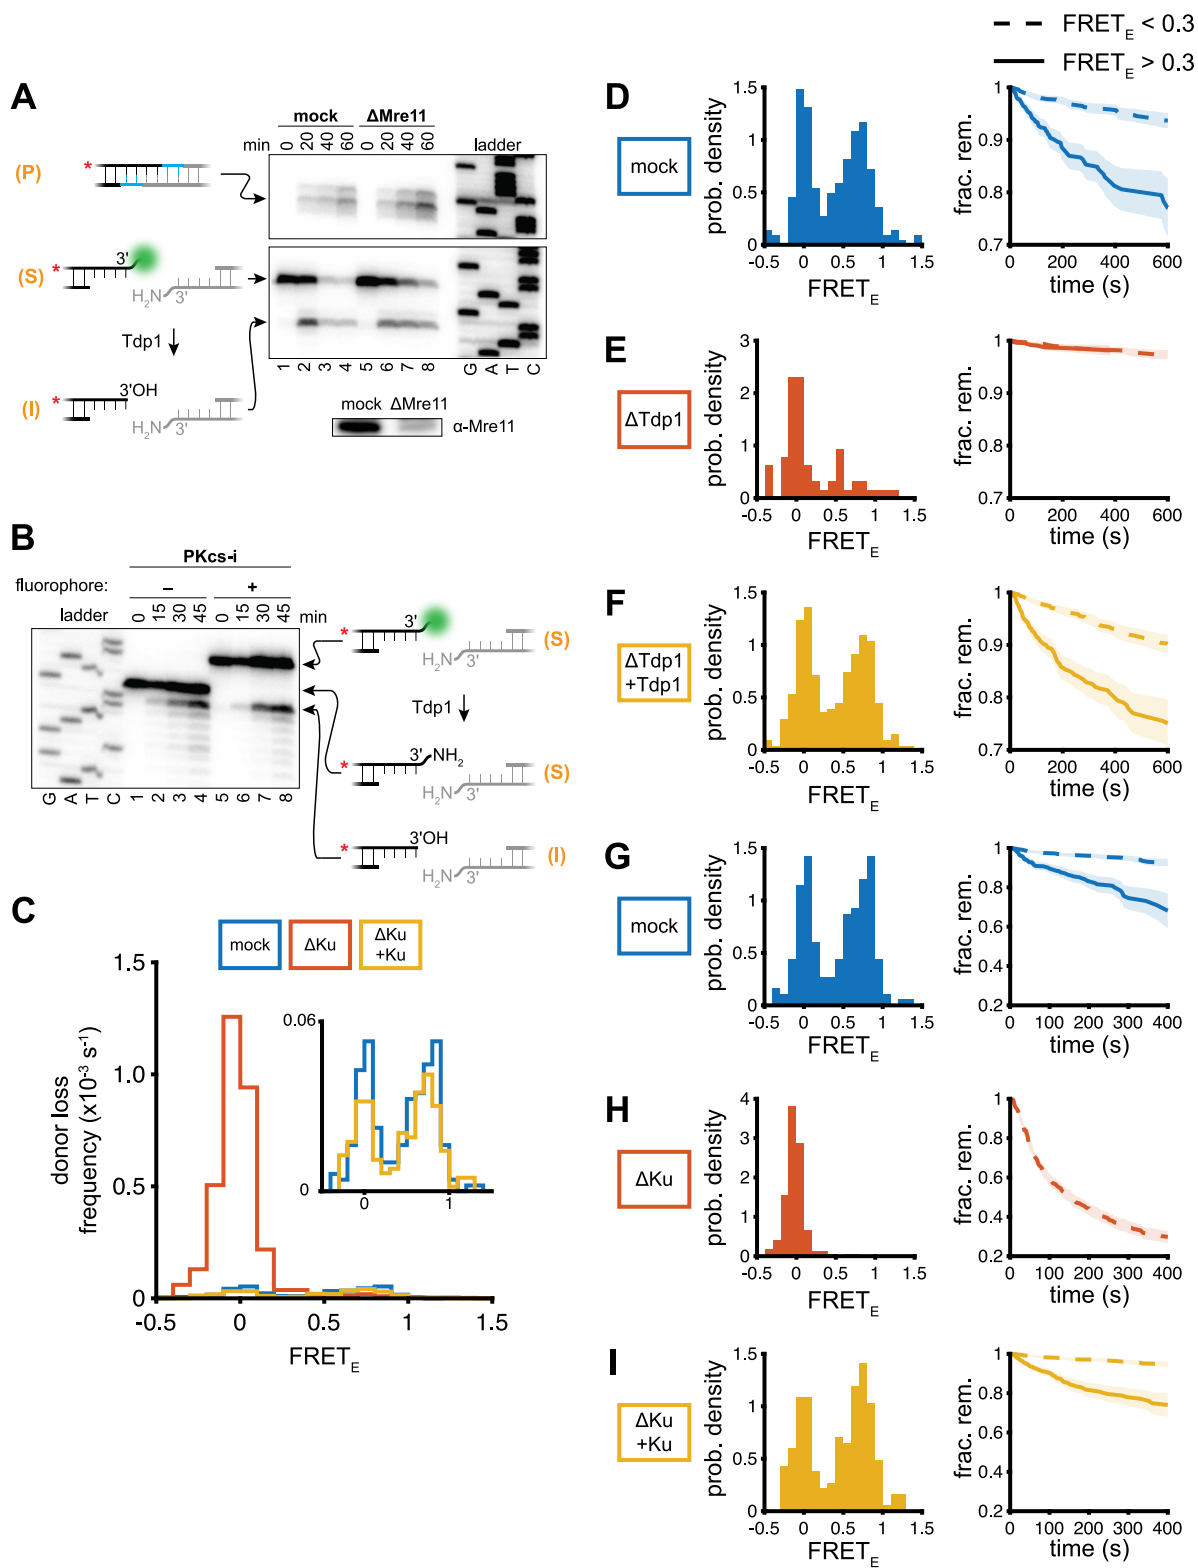 FRET_E < 0.3
FRET_E > 0.3
A
mock ΔMre11
min 0 20 40 60 0 20 40 60 ladder
(P) *
(S) * 3'
H₂N 3'
Tdp1
(I) * 3'OH
H₂N 3'
1 2 3 4 5 6 7 8 G A T C
mock ΔMre11
α-Mre11
B
PKcs-i
fluorophore: – +
ladder 0 15 30 45 0 15 30 45 min
* 3' (S)
H₂N 3'
Tdp1
* 3' NH₂ (S)
H₂N 3'
* 3'OH (I)
H₂N 3'
G A T C 1 2 3 4 5 6 7 8
C
mock ΔKu ΔKu
+Ku
donor loss
frequency (x10⁻³ s⁻¹)
1.5
1.0
0.5
0
-0.5 0 0.5 1 1.5
FRET_E
0.06
0
0 1
D
mock
prob. density
1.5
1
0.5
0
-0.5 0 0.5 1 1.5
FRET_E
frac. rem.
1
0.9
0.8
0.7
0 200 400 600
time (s)
E
ΔTdp1
prob. density
3
2
1
0
-0.5 0 0.5 1 1.5
FRET_E
frac. rem.
1
0.9
0.8
0.7
0 200 400 600
time (s)
F
ΔTdp1
+Tdp1
prob. density
1.5
1
0.5
0
-0.5 0 0.5 1 1.5
FRET_E
frac. rem.
1
0.9
0.8
0.7
0 200 400 600
time (s)
G
mock
prob. density
1.5
1
0.5
0
-0.5 0 0.5 1 1.5
FRET_E
frac. rem.
1
0.8
0.6
0.4
0.2
0 100 200 300 400
time (s)
H
ΔKu
prob. density
4
3
2
1
0
-0.5 0 0.5 1 1.5
FRET_E
frac. rem.
1
0.8
0.6
0.4
0.2
0 100 200 300 400
time (s)
I
ΔKu
+Ku
prob. density
1.5
1
0.5
0
-0.5 0 0.5 1 1.5
FRET_E
frac. rem.
1
0.8
0.6
0.4
0.2
0 100 200 300 400
time (s)